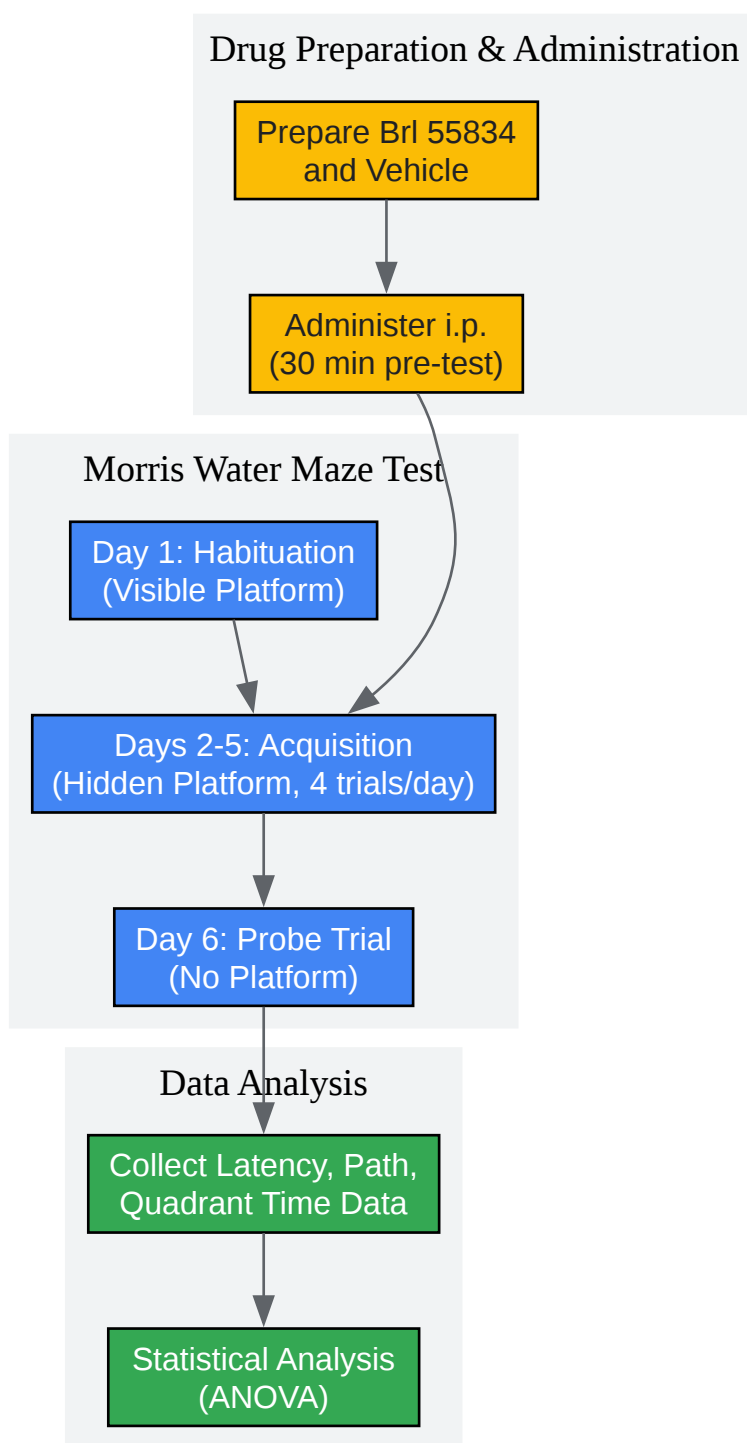 Drug Preparation & Administration
Prepare Brl 55834
and Vehicle
Administer i.p.
(30 min pre-test)
Morris Water Maze Test
Day 1: Habituation
(Visible Platform)
Days 2-5: Acquisition
(Hidden Platform, 4 trials/day)
Day 6: Probe Trial
(No Platform)
Data Analysis
Collect Latency, Path,
Quadrant Time Data
Statistical Analysis
(ANOVA)